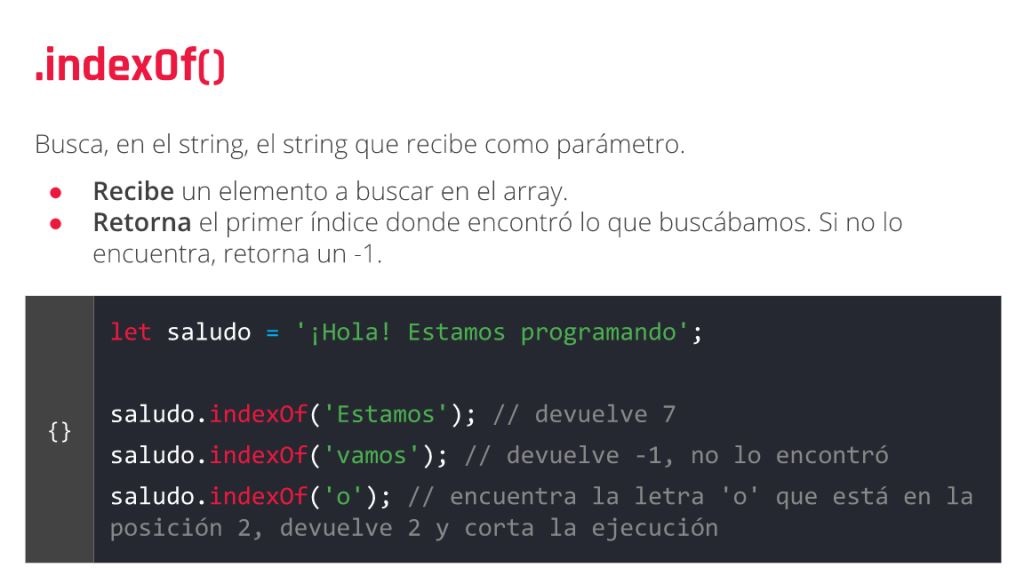 .indexOf()
Busca, en el string, el string que recibe como parámetro.
● Recibe un elemento a buscar en el array.
● Retorna el primer índice donde encontró lo que buscábamos. Si no lo
encuentra, retorna un -1.
let saludo = '¡Hola! Estamos programando';
{}
saludo.indexOf('Estamos'); // devuelve 7
saludo.indexOf('vamos'); // devuelve -1, no lo encontró
saludo.indexOf('o'); // encuentra la letra 'o' que está en la
posición 2, devuelve 2 y corta la ejecución